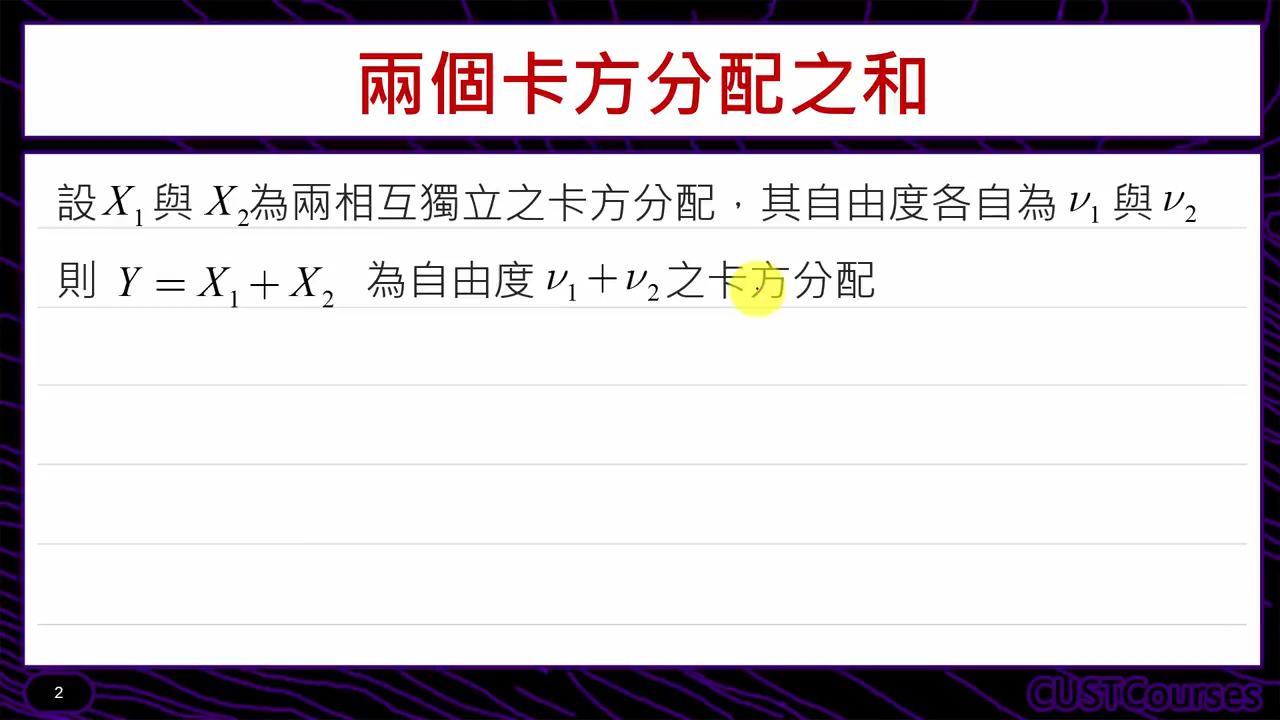 兩個卡方分配之和
設 X₁ 與 X₂ 為兩相互獨立之卡方分配，其自由度各自為 ν₁ 與 ν₂
則 Y = X₁ + X₂ 為自由度 ν₁ + ν₂ 之卡方分配
2
CUSTCourses